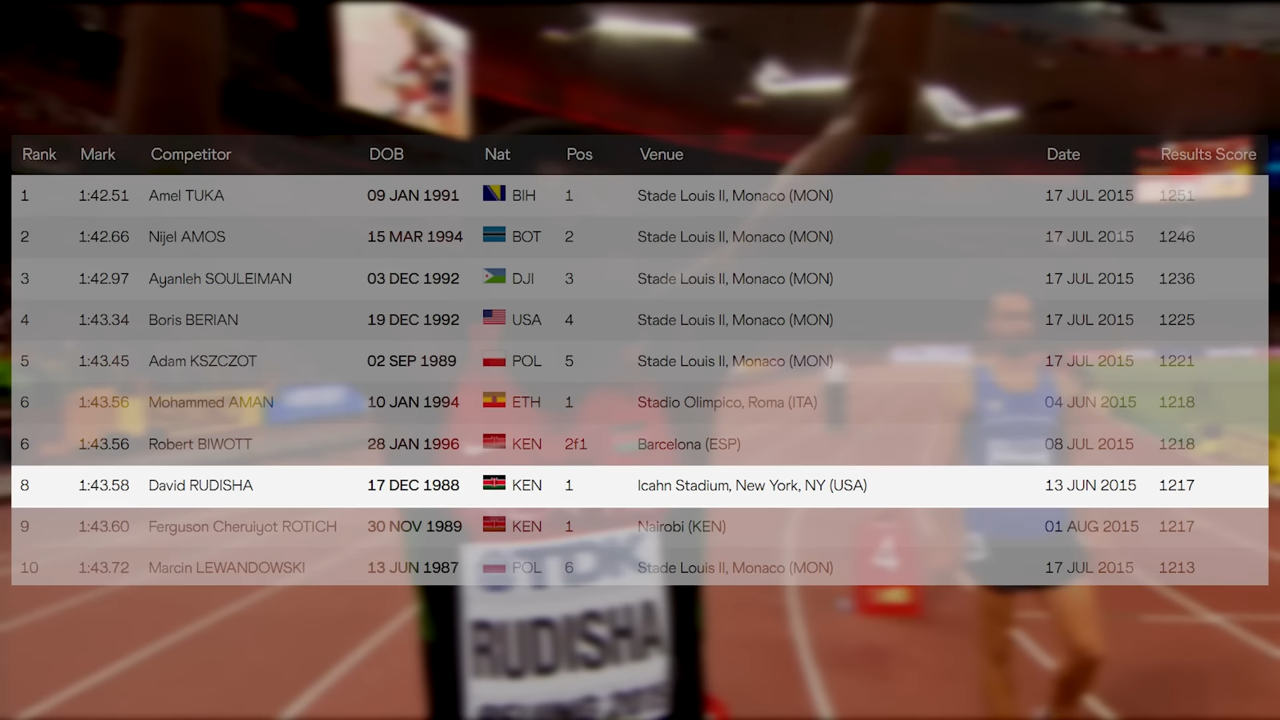 Rank Mark Competitor DOB Nat Pos Venue Date Results Score
1 1:42.51 Amel TUKA 09 JAN 1991 BIH 1 Stade Louis II, Monaco (MON) 17 JUL 2015 1251
2 1:42.66 Nijel AMOS 15 MAR 1994 BOT 2 Stade Louis II, Monaco (MON) 17 JUL 2015 1246
3 1:42.97 Ayanleh SOULEIMAN 03 DEC 1992 DJI 3 Stade Louis II, Monaco (MON) 17 JUL 2015 1236
4 1:43.34 Boris BERIAN 19 DEC 1992 USA 4 Stade Louis II, Monaco (MON) 17 JUL 2015 1225
5 1:43.45 Adam KSZCZOT 02 SEP 1989 POL 5 Stade Louis II, Monaco (MON) 17 JUL 2015 1221
6 1:43.56 Mohammed AMAN 10 JAN 1994 ETH 1 Stadio Olimpico, Roma (ITA) 04 JUN 2015 1218
6 1:43.56 Robert BIWOTT 28 JAN 1996 KEN 2f1 Barcelona (ESP) 08 JUL 2015 1218
8 1:43.58 David RUDISHA 17 DEC 1988 KEN 1 Icahn Stadium, New York, NY (USA) 13 JUN 2015 1217
9 1:43.60 Ferguson Cheruiyot ROTICH 30 NOV 1989 KEN 1 Nairobi (KEN) 01 AUG 2015 1217
10 1:43.72 Marcin LEWANDOWSKI 13 JUN 1987 POL 6 Stade Louis II, Monaco (MON) 17 JUL 2015 1213
4
RUDISHA
BEIJING 2015